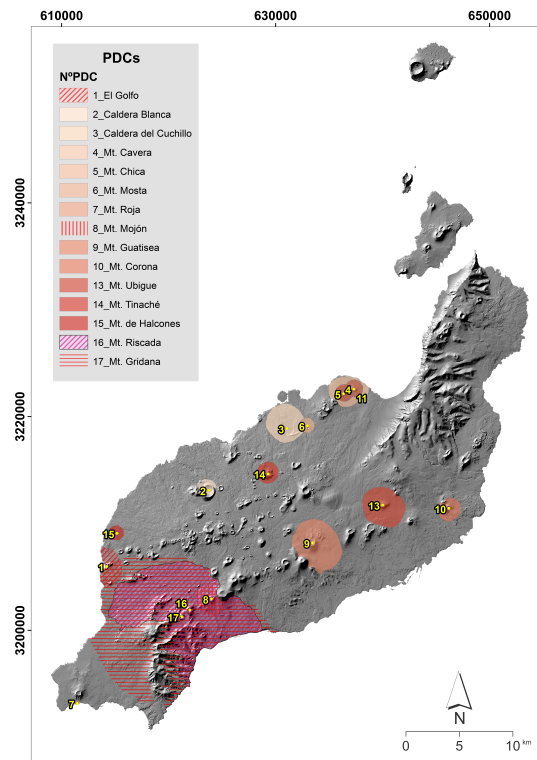 610000 630000 650000
PDCs
NºPDC
1_El Golfo
2_Caldera Blanca
3_Caldera del Cuchillo
4_Mt. Cavera
5_Mt. Chica
6_Mt. Mosta
7_Mt. Roja
8_Mt. Mojón
9_Mt. Guatisea
10_Mt. Corona
13_Mt. Ubigue
14_Mt. Tinaché
15_Mt. de Halcones
16_Mt. Riscada
17_Mt. Gridana
3240000
3220000
3200000
5 4
11
3 6
14
2
13
10
15
9
1
16 8
17
7
N
0 5 10 km